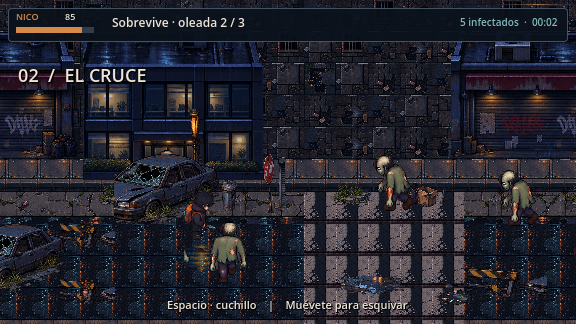 NICO 85
Sobrevive · oleada 2 / 3
5 infectados · 00:02
02 / EL CRUCE
Espacio · cuchillo | Muévete para esquivar